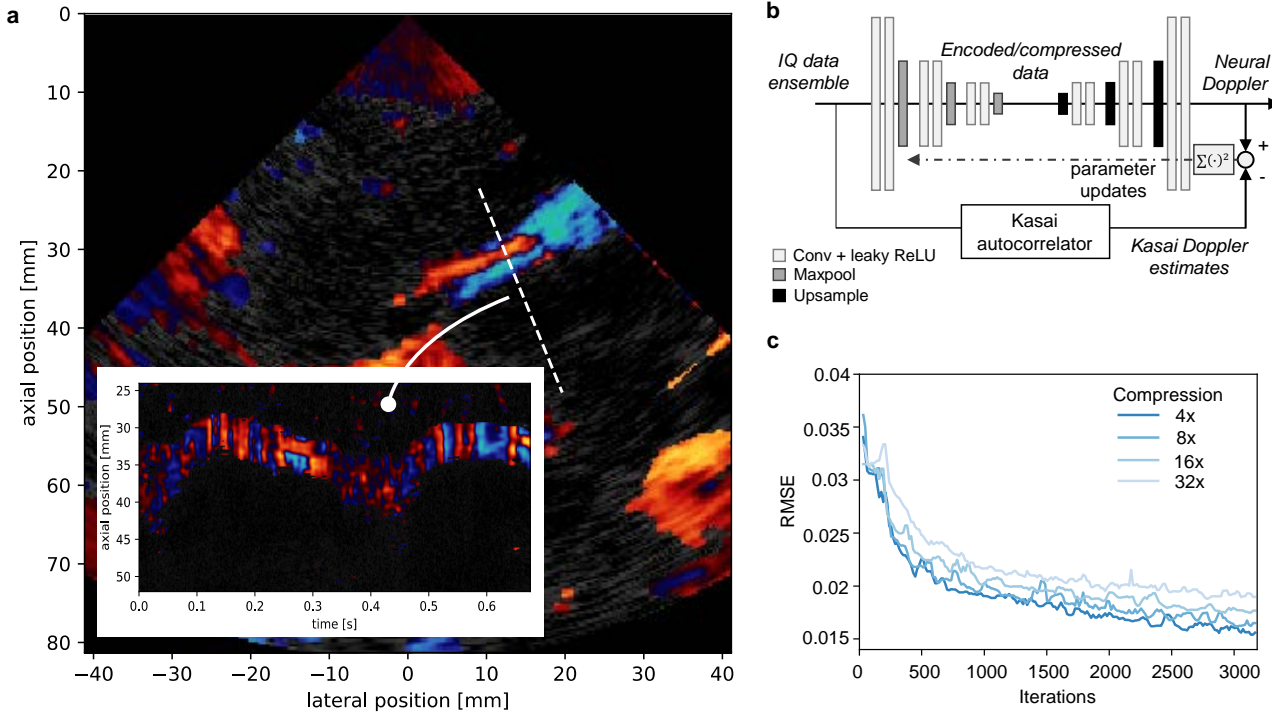 a
0
10
20
30
40
50
60
70
80
axial position [mm]
−40
−30
−20
−10
0
10
20
30
40
lateral position [mm]
25
30
35
40
45
50
axial position [mm]
0.0
0.1
0.2
0.3
0.4
0.5
0.6
time [s]
b
IQ data
ensemble
Encoded/compressed
data
Neural
Doppler
+
-
∑(·)²
parameter
updates
Kasai
autocorrelator
Kasai Doppler
estimates
Conv + leaky ReLU
Maxpool
Upsample
c
0.04
0.035
0.03
0.025
0.02
0.015
RMSE
Compression
4x
8x
16x
32x
0
500
1000
1500
2000
2500
3000
Iterations